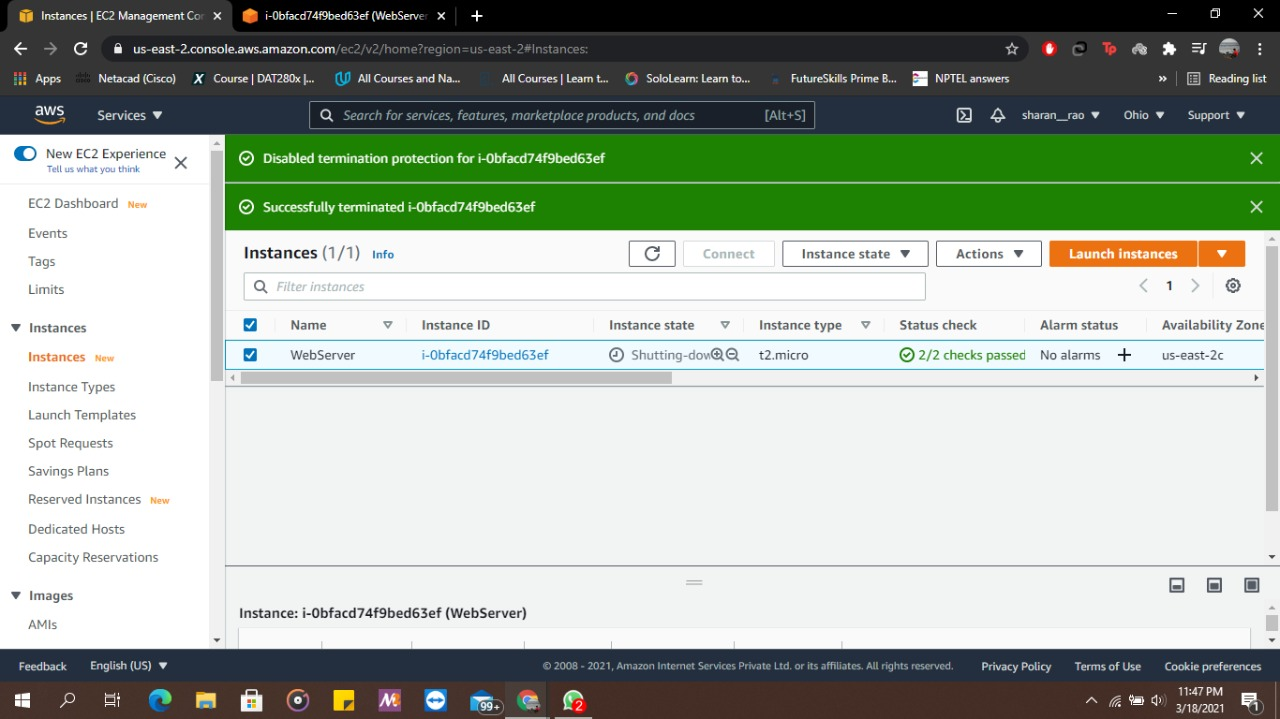 Instances | EC2 Management Cor
i-0bfacd74f9bed63ef (WebServer
us-east-2.console.aws.amazon.com/ec2/v2/home?region=us-east-2#Instances:
Apps
Netacad (Cisco)
Course | DAT280x |...
All Courses and Na...
All Courses | Learn t...
SoloLearn: Learn to...
FutureSkills Prime B...
NPTEL answers
»
Reading list
aws
Services
Search for services, features, marketplace products, and docs
[Alt+S]
sharan__rao
Ohio
Support
New EC2 Experience
Tell us what you think
EC2 Dashboard New
Events
Tags
Limits
Instances
Instances New
Instance Types
Launch Templates
Spot Requests
Savings Plans
Reserved Instances New
Dedicated Hosts
Capacity Reservations
Images
AMIs
Disabled termination protection for i-0bfacd74f9bed63ef
Successfully terminated i-0bfacd74f9bed63ef
Instances (1/1) Info
Connect
Instance state
Actions
Launch instances
Filter instances
1
Name Instance ID Instance state Instance type Status check Alarm status Availability Zone
WebServer i-0bfacd74f9bed63ef Shutting-dow t2.micro 2/2 checks passed No alarms + us-east-2c
Instance: i-0bfacd74f9bed63ef (WebServer)
Feedback English (US) © 2008 - 2021, Amazon Internet Services Private Ltd. or its affiliates. All rights reserved. Privacy Policy Terms of Use Cookie preferences
99+
2
11:47 PM
3/18/2021
1